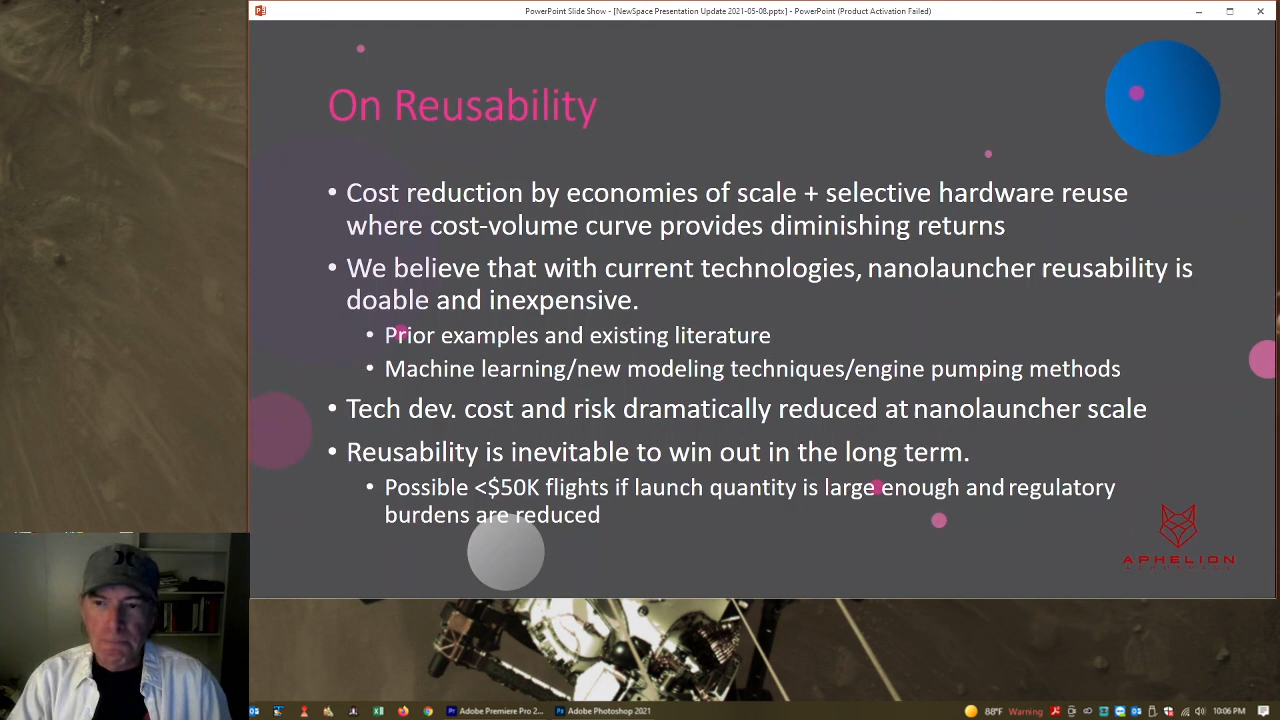 PowerPoint Slide Show - [NewSpace Presentation Update 2021-05-08.pptx] - PowerPoint (Product Activation Failed)
On Reusability
• Cost reduction by economies of scale + selective hardware reuse
where cost-volume curve provides diminishing returns
• We believe that with current technologies, nanolauncher reusability is
doable and inexpensive.
• Prior examples and existing literature
• Machine learning/new modeling techniques/engine pumping methods
• Tech dev. cost and risk dramatically reduced at nanolauncher scale
• Reusability is inevitable to win out in the long term.
• Possible <$50K flights if launch quantity is large enough and regulatory
burdens are reduced
APHELION
Adobe Premiere Pro 2... Adobe Photoshop 2021 88°F Warning 10:06 PM